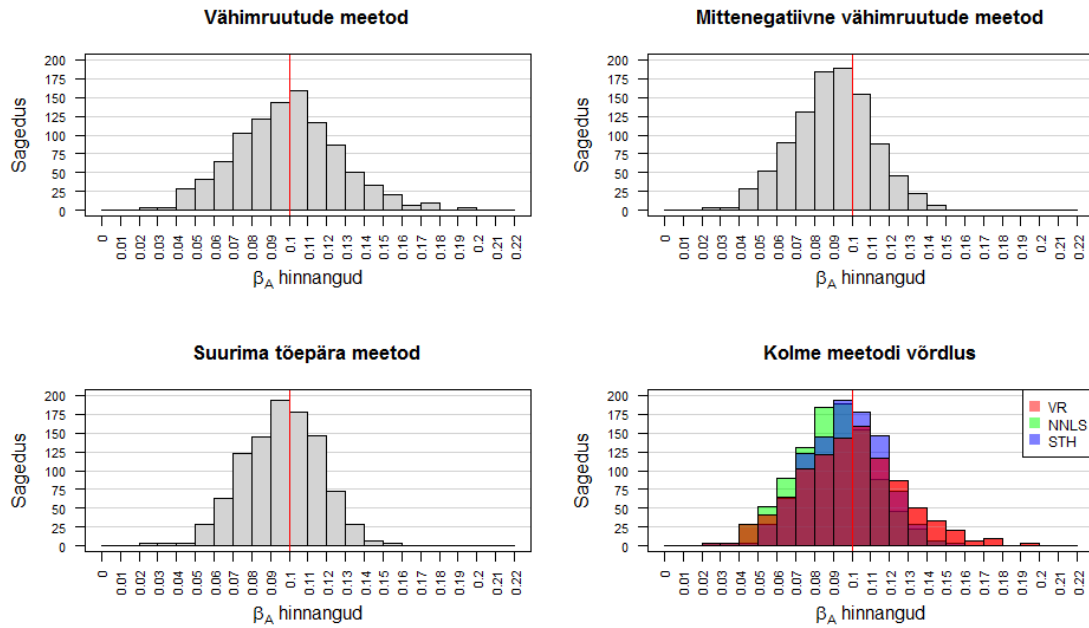 Vähimruutude meetod
Sagedus
200
175
150
125
100
75
50
25
0
0 0.01 0.02 0.03 0.04 0.05 0.06 0.07 0.08 0.09 0.1 0.11 0.12 0.13 0.14 0.15 0.16 0.17 0.18 0.19 0.2 0.21 0.22
βA hinnangud
Mittenegatiivne vähimruutude meetod
Sagedus
200
175
150
125
100
75
50
25
0
0 0.01 0.02 0.03 0.04 0.05 0.06 0.07 0.08 0.09 0.1 0.11 0.12 0.13 0.14 0.15 0.16 0.17 0.18 0.19 0.2 0.21 0.22
βA hinnangud
Suurima tõepära meetod
Sagedus
200
175
150
125
100
75
50
25
0
0 0.01 0.02 0.03 0.04 0.05 0.06 0.07 0.08 0.09 0.1 0.11 0.12 0.13 0.14 0.15 0.16 0.17 0.18 0.19 0.2 0.21 0.22
βA hinnangud
Kolme meetodi võrdlus
Sagedus
200
175
150
125
100
75
50
25
0
VR
NNLS
STH
0 0.01 0.02 0.03 0.04 0.05 0.06 0.07 0.08 0.09 0.1 0.11 0.12 0.13 0.14 0.15 0.16 0.17 0.18 0.19 0.2 0.21 0.22
βA hinnangud